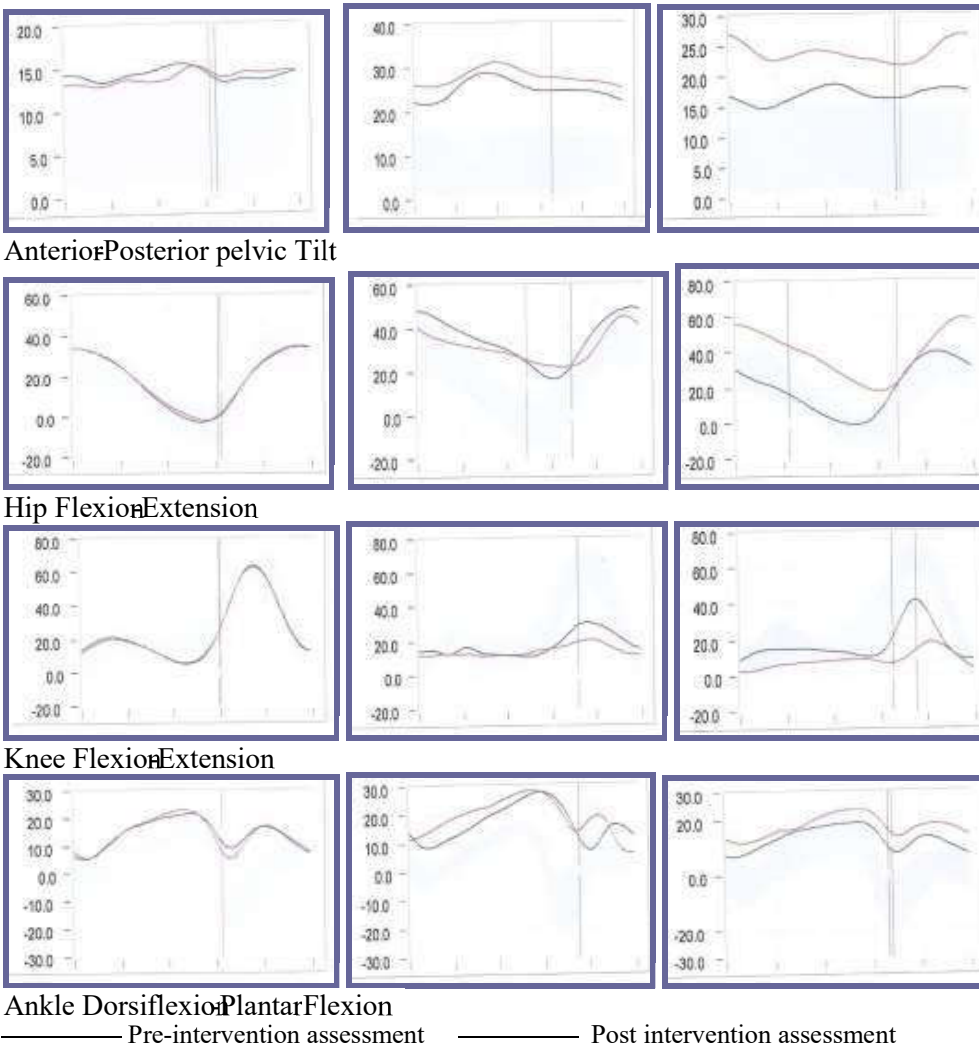 20.0 40.0 30.0
15.0 30.0 25.0
10.0 20.0 20.0
5.0 10.0 15.0
0.0 0.0 10.0
5.0
0.0
Anterior-Posterior pelvic Tilt
60.0 60.0 80.0
40.0 40.0 60.0
20.0 20.0 40.0
0.0 0.0 20.0
-20.0 -20.0 0.0
-20.0
Hip Flexion-Extension
80.0 80.0 80.0
60.0 60.0 60.0
40.0 40.0 40.0
20.0 20.0 20.0
0.0 0.0 0.0
-20.0 -20.0 -20.0
Knee Flexion-Extension
30.0 30.0 30.0
20.0 20.0 20.0
10.0 10.0 0.0
0.0 0.0 -10.0
-10.0 -10.0 -20.0
-20.0 -20.0 -30.0
-30.0 -30.0
Ankle Dorsiflexion-PlantarFlexion
Pre-intervention assessment Post intervention assessment